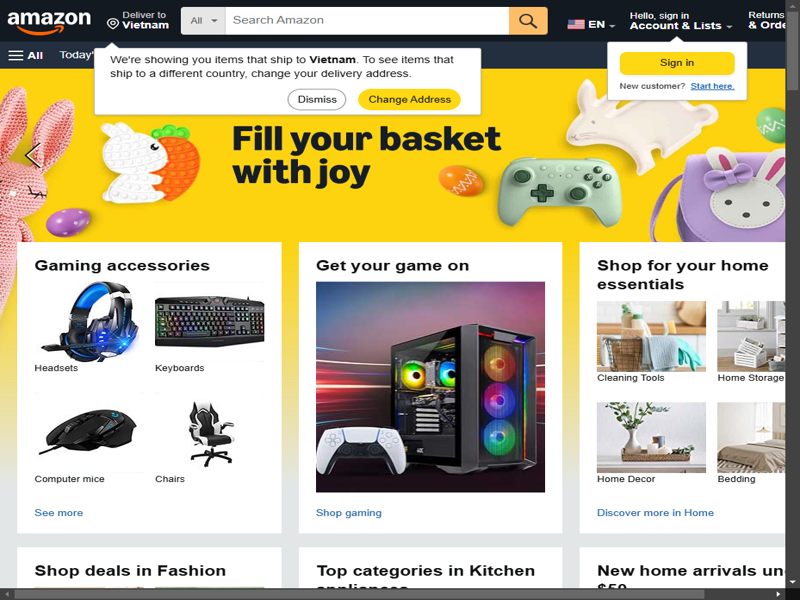 amazon
Deliver to
Vietnam
All
Search Amazon
EN
Hello, sign in
Account & Lists
Returns
& Orde
All
Today'
We're showing you items that ship to Vietnam. To see items that
ship to a different country, change your delivery address.
Dismiss
Change Address
Sign in
New customer? Start here.
Fill your basket
with joy
Gaming accessories
Headsets
Keyboards
Computer mice
Chairs
See more
Get your game on
Shop gaming
Shop for your home
essentials
Cleaning Tools
Home Storage
Home Decor
Bedding
Discover more in Home
Shop deals in Fashion
Top categories in Kitchen
appliances
New home arrivals un
$50